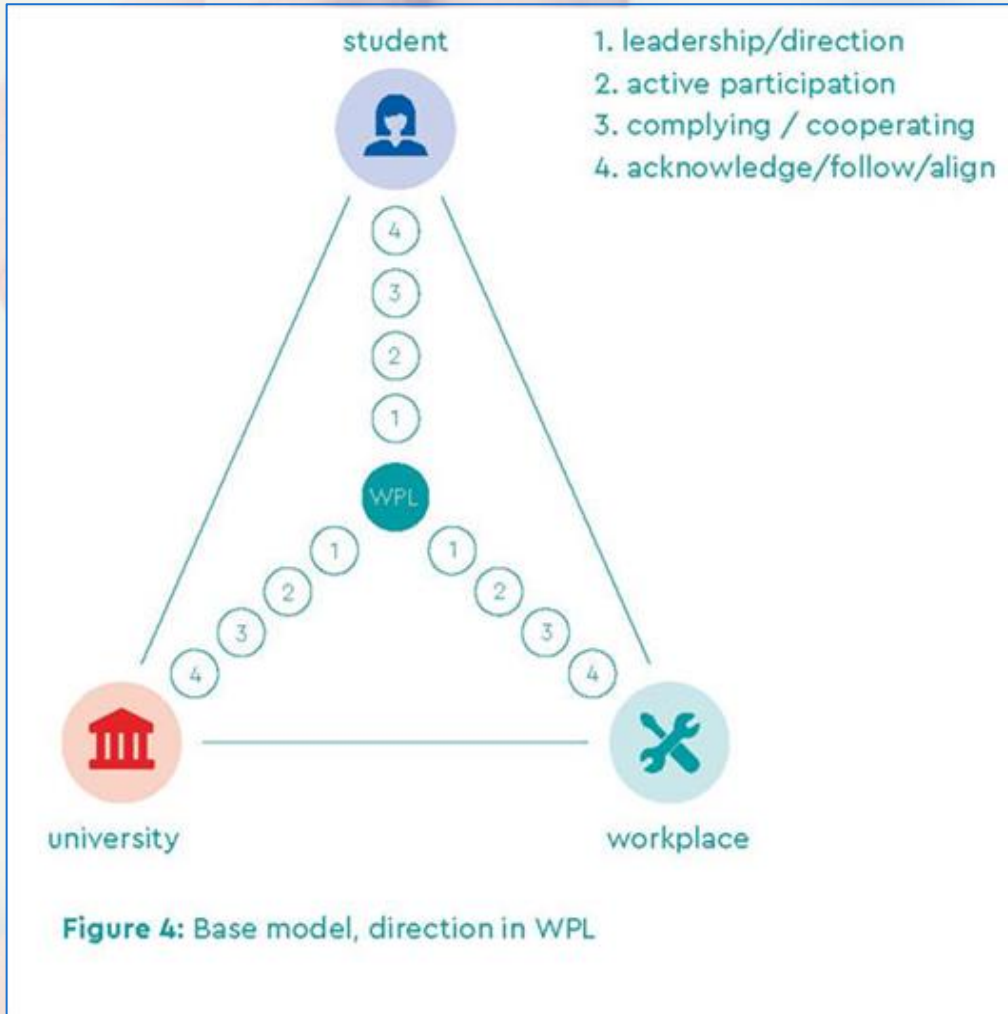 student
1. leadership/direction
2. active participation
3. complying / cooperating
4. acknowledge/follow/align
4
3
2
1
WPL
1
1
2
2
3
3
4
4
university
workplace
Figure 4: Base model, direction in WPL